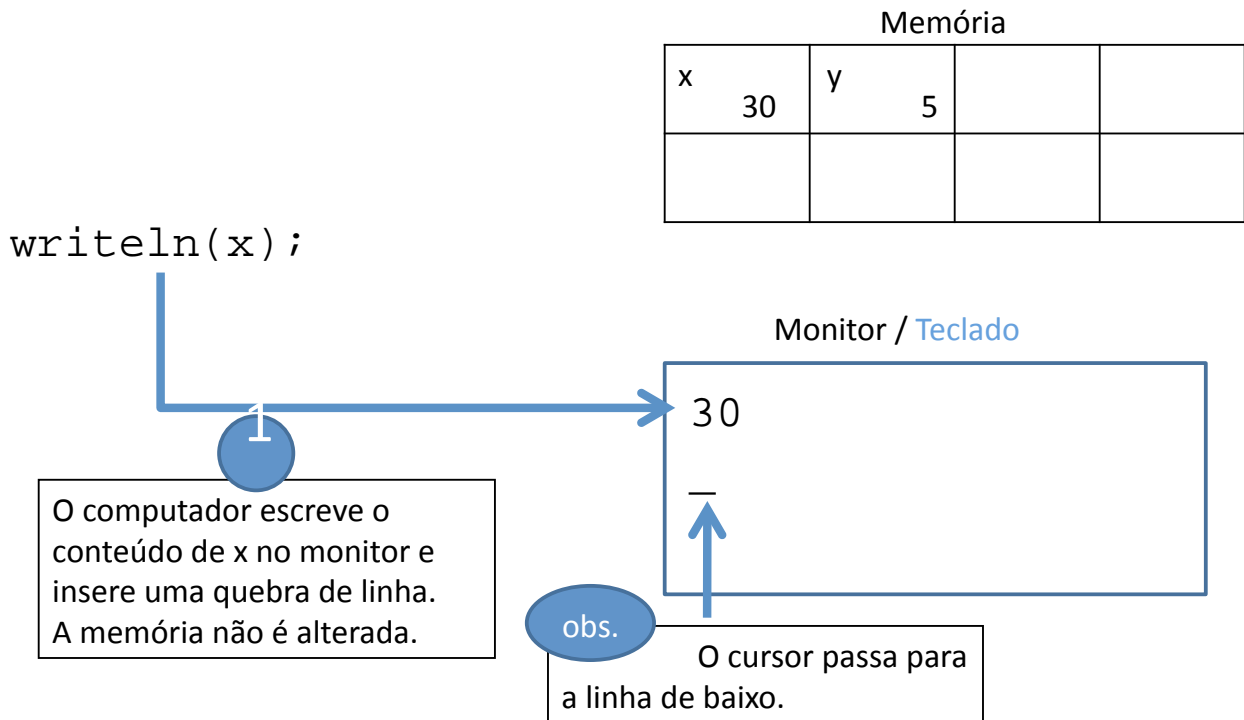 Memória
x
30
y
5
writeln(x);
Monitor / Teclado
30
_
1
O computador escreve o
conteúdo de x no monitor e
insere uma quebra de linha.
A memória não é alterada.
obs.
O cursor passa para
a linha de baixo.